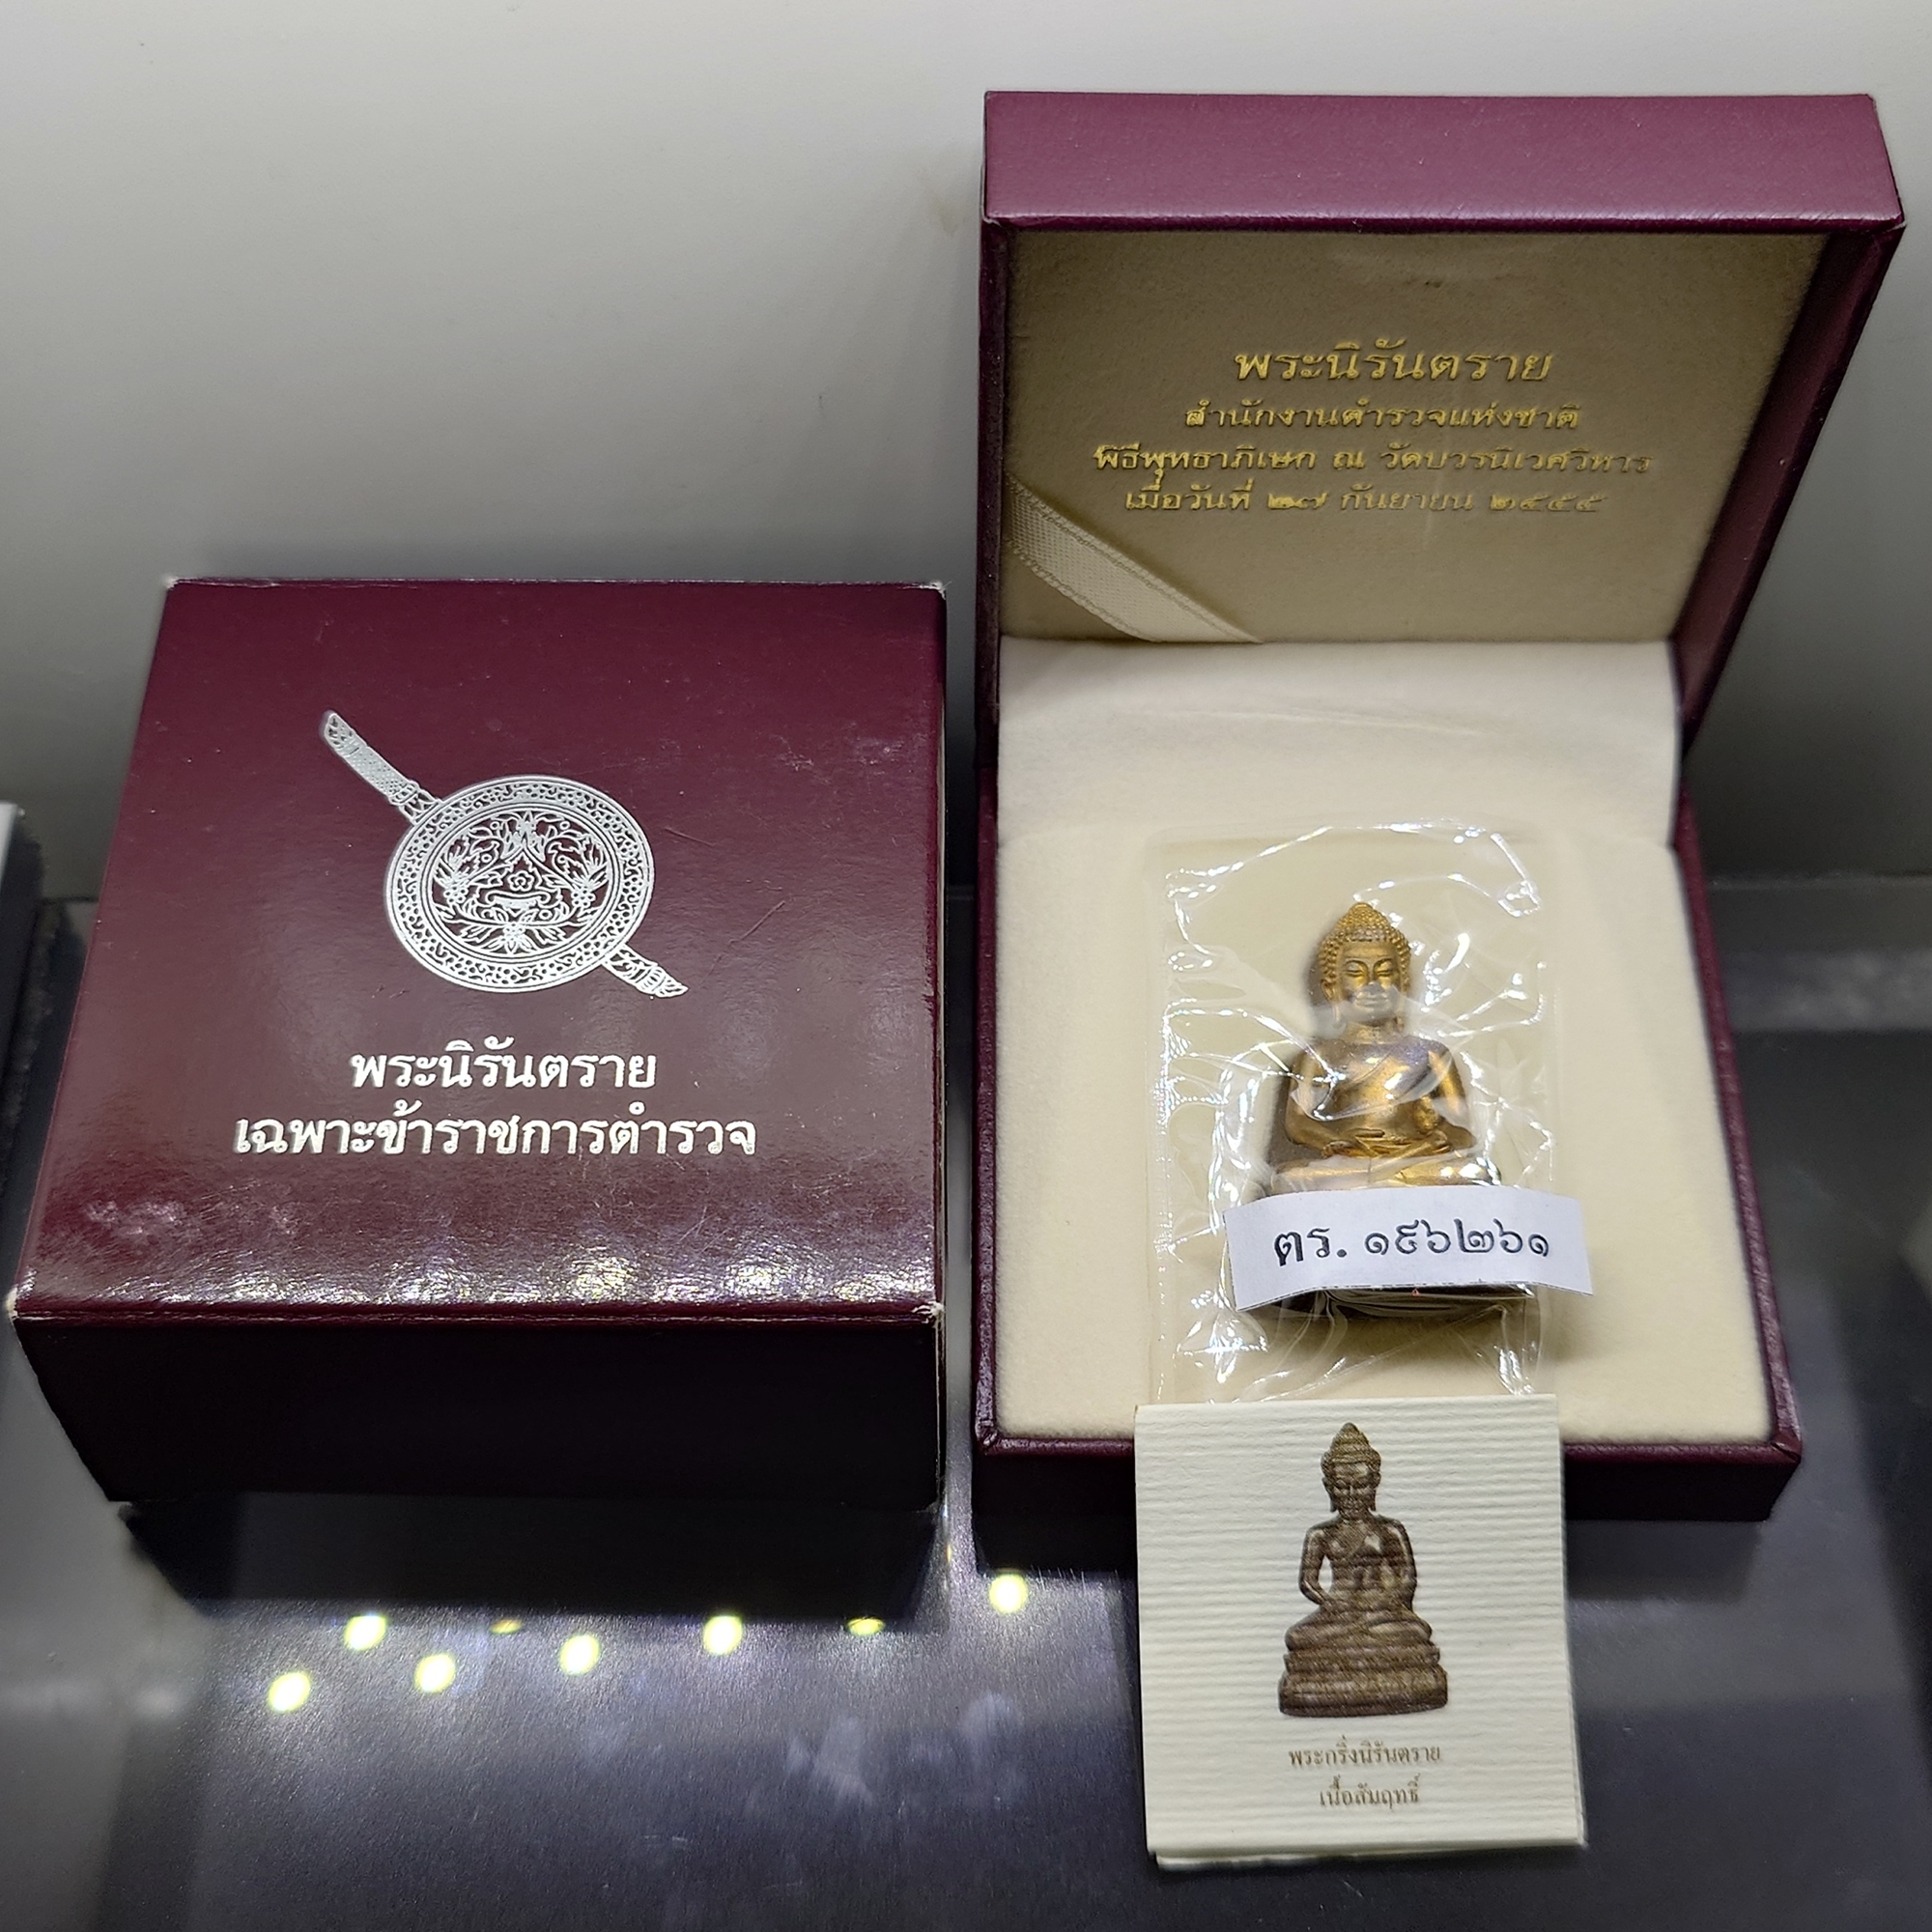 พระนิรันตราย
เฉพาะข้าราชการตำรวจ
พระนิรันตราย
สำนักงานตำรวจแห่งชาติ
พิธีพุทธาภิเษก ณ วัดบวรนิเวศวิหาร
เมื่อวันที่ ๒๗ กันยายน ๒๕๕๕
ตร. ๑๙๖๒๖๑
พระกริ่งนิรันตราย
เนื้อสัมฤทธิ์